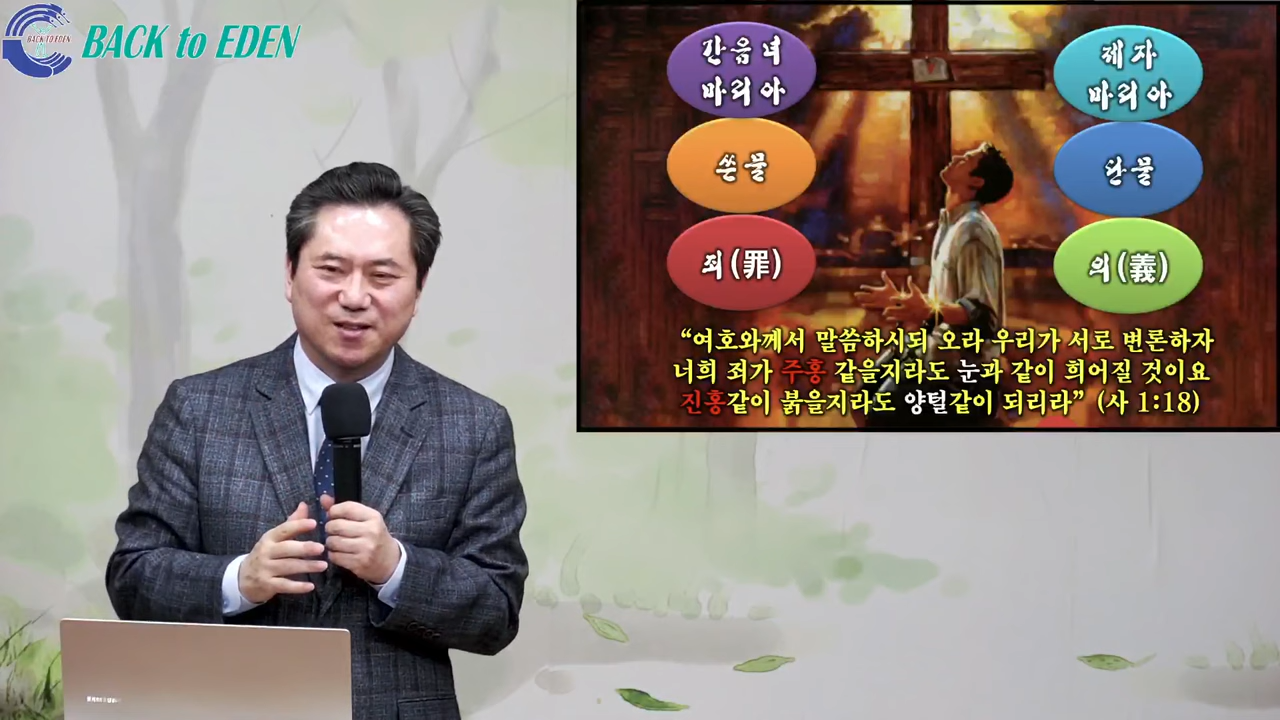 BACK TO EDEN
BACK to EDEN
간음녀
마리아
제자
마리아
쓴물
단물
죄(罪)
의(義)
“여호와께서 말씀하시되 오라 우리가 서로 변론하자
너희 죄가 주홍 같을지라도 눈과 같이 희어질 것이요
진홍같이 붉을지라도 양털같이 되리라” (사 1:18)